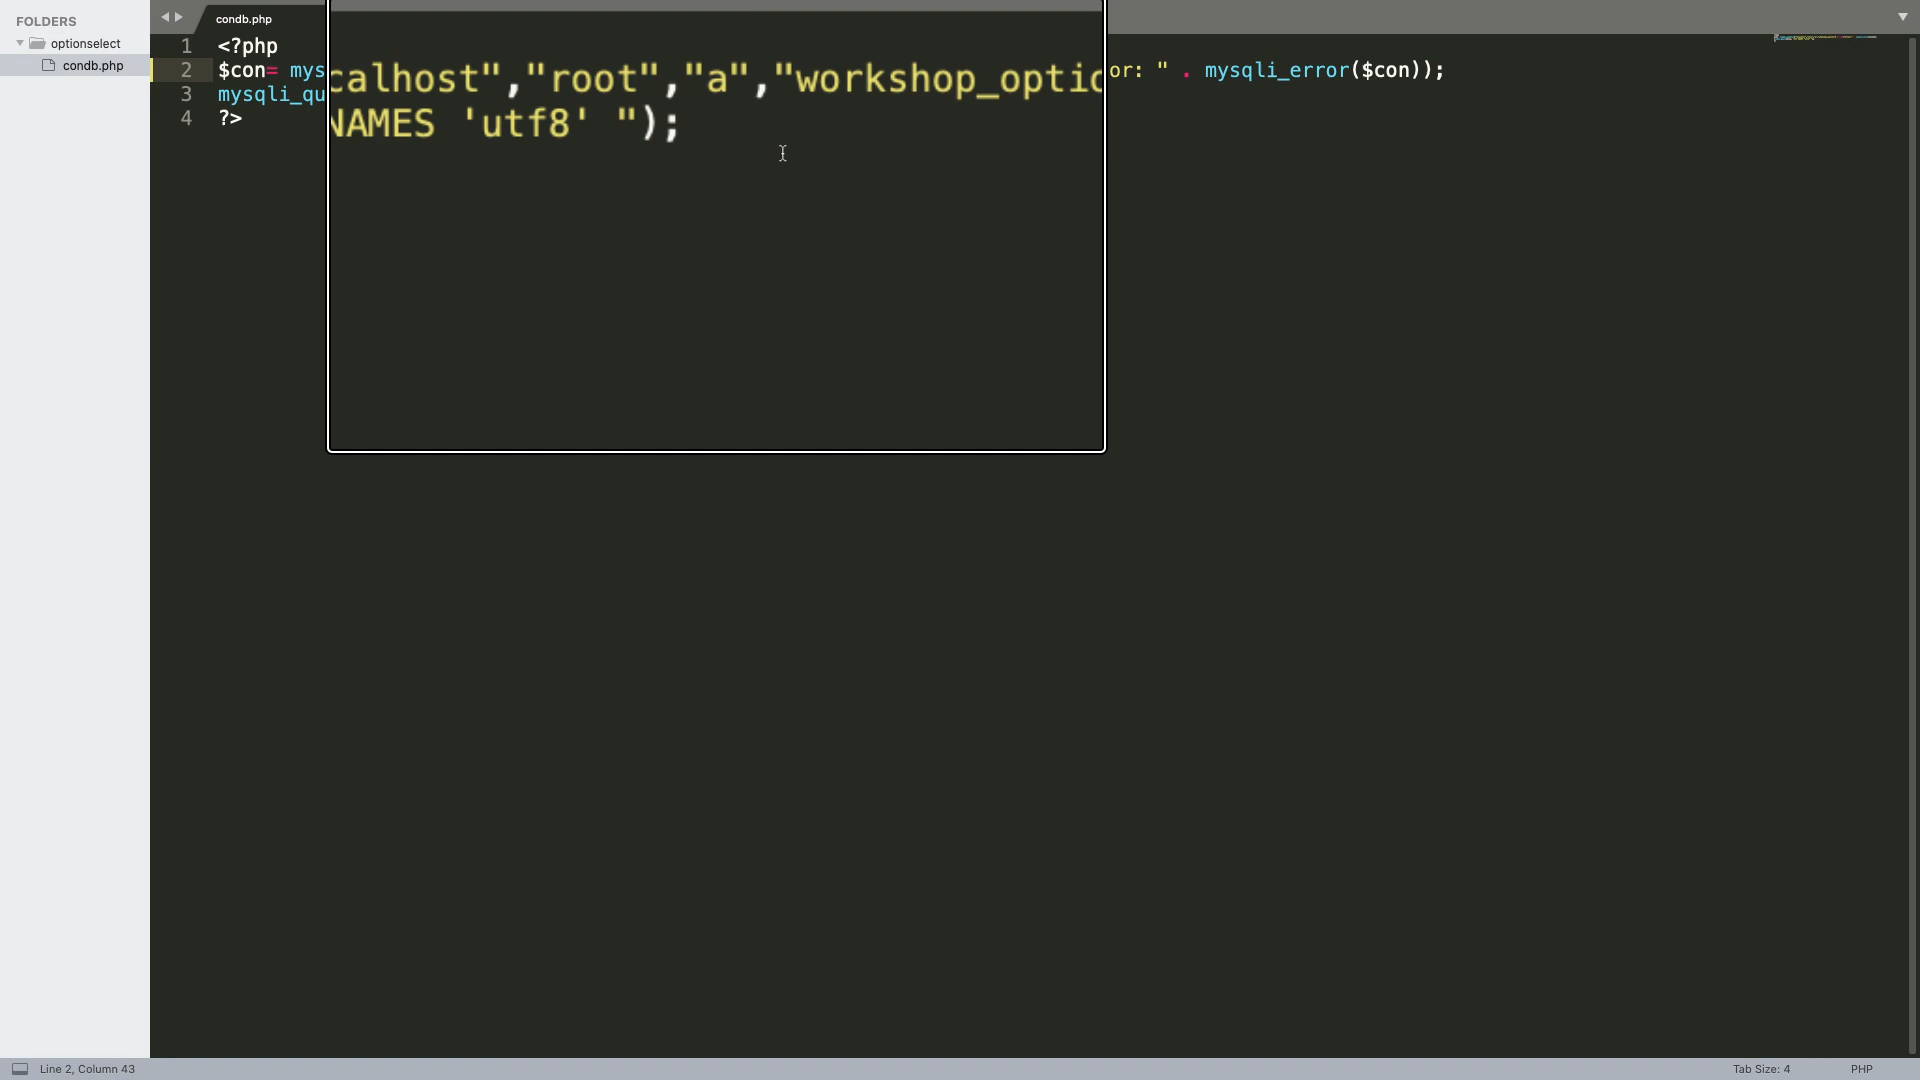 FOLDERS
optionselect
condb.php
condb.php
1 <?php
2 $con= mys
calhost","root","a","workshop_optio
or: " . mysqli_error($con));
3 mysqli_qu
NAMES 'utf8' ");
4 ?>
Line 2, Column 43
Tab Size: 4
PHP